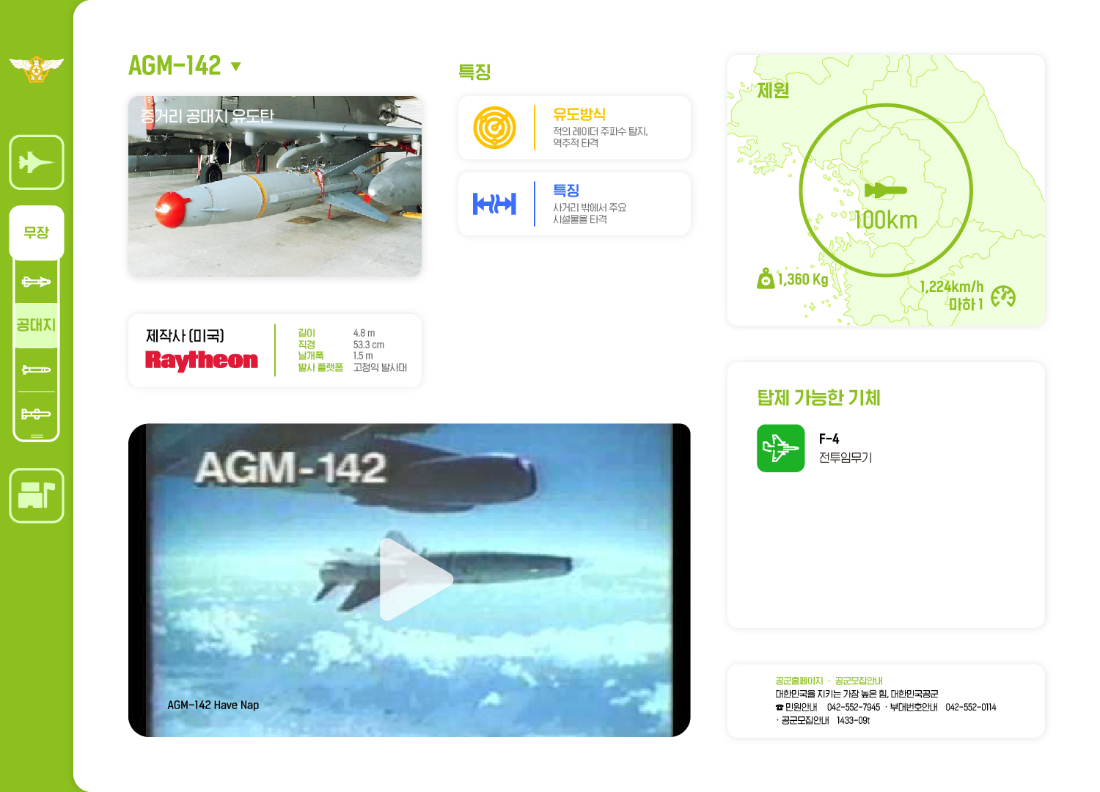 무장
공대지
AGM-142 ▼
중거리 공대지 유도탄
특징
유도방식
적의 레이더 주파수 탐지,
역추적 타격
특징
사거리 밖에서 주요
시설물을 타격
제원
100km
1,360 Kg
1,224km/h
마하 1
제작사 (미국)
Raytheon
길이 4.8 m
직경 53.3 cm
날개폭 1.5 m
발사 플랫폼 고정익 발사대
탑제 가능한 기체
F-4
전투임무기
AGM-142
AGM-142 Have Nap
공군홈페이지 · 공군모집안내
대한민국을 지키는 가장 높은 힘, 대한민국공군
☎ 민원안내 042-552-7945 · 부대번호안내 042-552-0114
· 공군모집안내 1433-09t